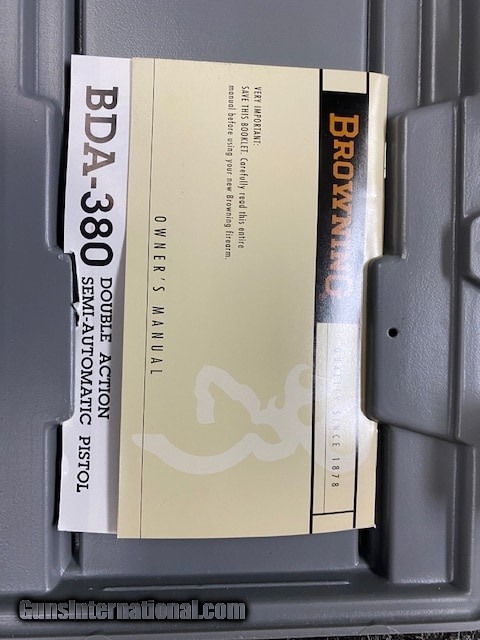 BROWNING
QUALITY SINCE 1878
VERY IMPORTANT:
SAVE THIS BOOKLET. Carefully read this entire
manual before using your new Browning firearm.
OWNER'S MANUAL
BDA-380
DOUBLE ACTION
SEMI-AUTOMATIC PISTOL
GunsInternational.com